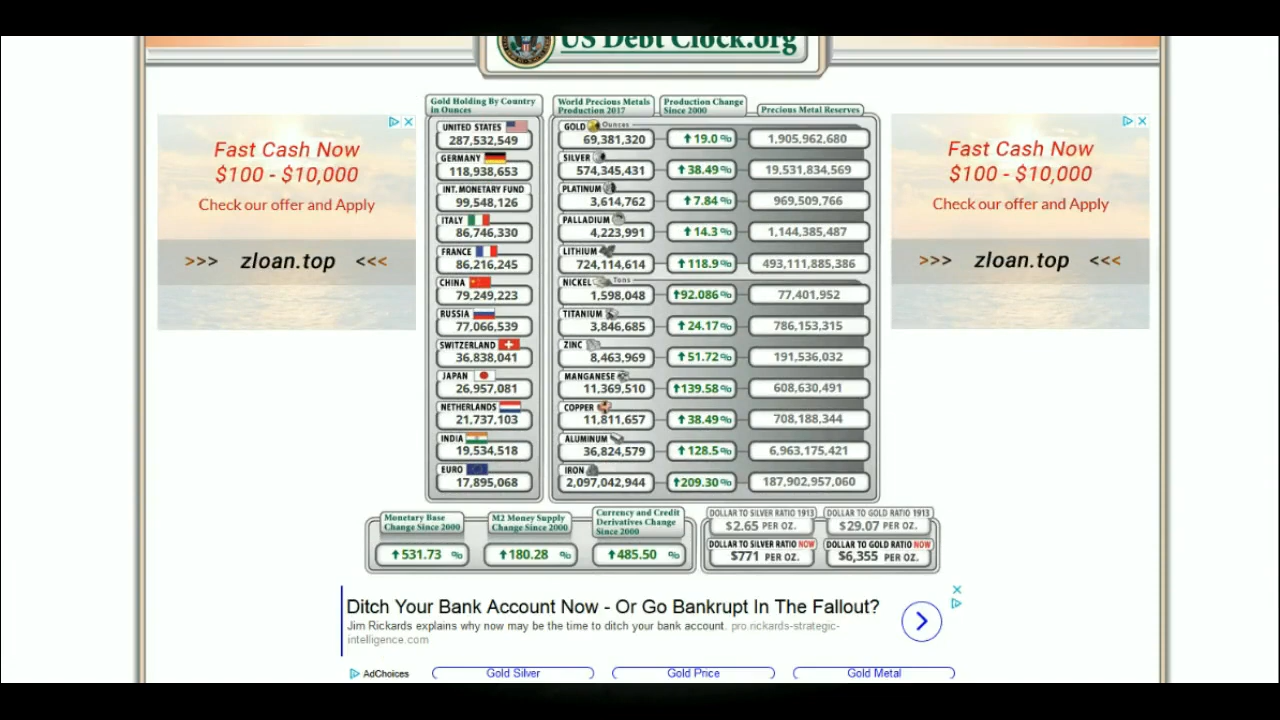 US Debt Clock.org
Fast Cash Now
$100 - $10,000
Check our offer and Apply
>>> zloan.top <<<
Gold Holding By Country
in Ounces
UNITED STATES
287,532,549
GERMANY
118,938,653
INT. MONETARY FUND
99,548,126
ITALY
86,746,330
FRANCE
86,216,245
CHINA
79,249,223
RUSSIA
77,066,539
SWITZERLAND
36,838,041
JAPAN
26,957,081
NETHERLANDS
21,737,103
INDIA
19,534,518
EURO
17,895,068
World Precious Metals
Production 2017
Production Change
Since 2000
Precious Metal Reserves
GOLD Ounces
69,381,320 19.0 % 1,905,962,680
SILVER
574,345,431 38.49 % 19,531,834,569
PLATINUM
3,614,762 7.84 % 969,509,766
PALLADIUM
4,223,991 14.3 % 1,144,385,487
LITHIUM
724,114,614 118.9 % 493,111,885,386
NICKEL Tons
1,598,048 92.086 % 77,401,952
TITANIUM
3,846,685 24.17 % 786,153,315
ZINC
8,463,969 51.72 % 191,536,032
MANGANESE
11,369,510 139.58 % 608,630,491
COPPER
11,811,657 38.49 % 708,188,344
ALUMINUM
36,824,579 128.5 % 6,963,175,421
IRON
2,097,042,944 209.30 % 187,902,957,060
Fast Cash Now
$100 - $10,000
Check our offer and Apply
>>> zloan.top <<<
Monetary Base
Change Since 2000
531.73 %
M2 Money Supply
Change Since 2000
180.28 %
Currency and Credit
Derivatives Change
Since 2000
485.50 %
DOLLAR TO SILVER RATIO 1913
$2.65 PER OZ.
DOLLAR TO GOLD RATIO 1913
$29.07 PER OZ.
DOLLAR TO SILVER RATIO NOW
$771 PER OZ.
DOLLAR TO GOLD RATIO NOW
$6,355 PER OZ.
Ditch Your Bank Account Now - Or Go Bankrupt In The Fallout?
Jim Rickards explains why now may be the time to ditch your bank account. pro.rickards-strategic-
intelligence.com
AdChoices
Gold Silver
Gold Price
Gold Metal